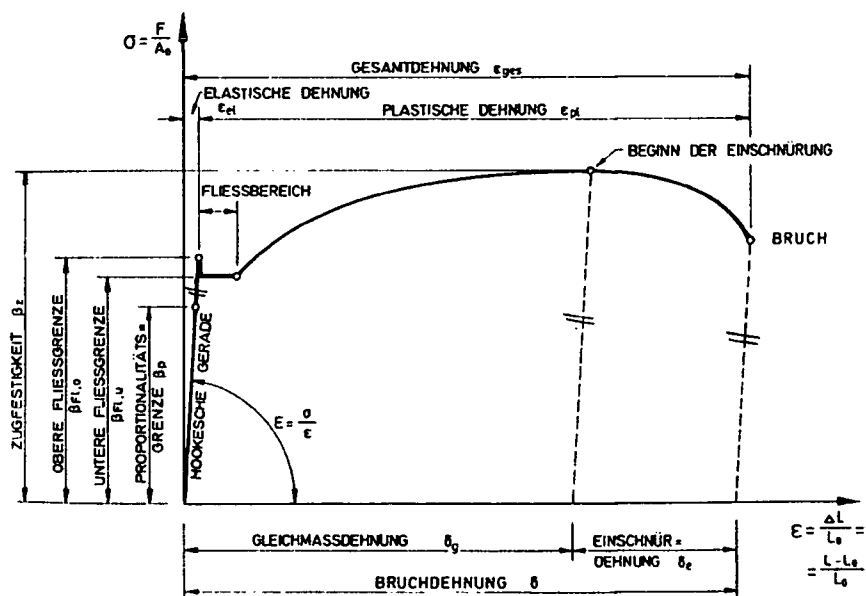 σ = F/A₀
GESAMTDEHNUNG εges
ELASTISCHE DEHNUNG
εel
PLASTISCHE DEHNUNG εpl
BEGINN DER EINSCHNÜRUNG
FLIESSBEREICH
BRUCH
ZUGFESTIGKEIT βz
OBERE FLIESSGRENZE
βFl,o
UNTERE FLIESSGRENZE
βFl,u
PROPORTIONALITÄTS=
GRENZE βp
HOOKESCHE GERADE
E = σ/ε
GLEICHMASSDEHNUNG δg
EINSCHNÜR=
DEHNUNG δe
BRUCHDEHNUNG δ
ε = ΔL/L₀ =
= L-L₀/L₀